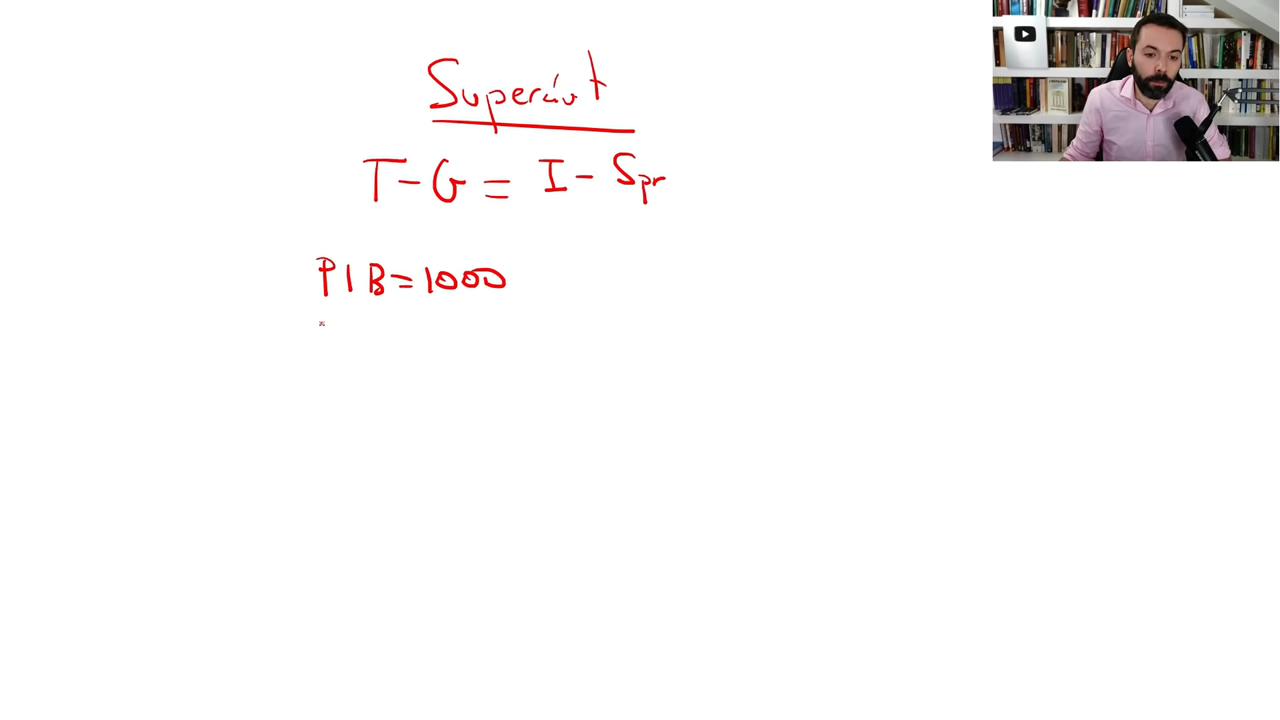 Superávit
T-G = I- Spr
PIB=1000